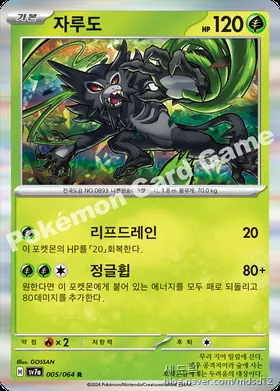 기본
자루도
HP 120
전국도감 NO.0893 나쁜원숭이포켓몬 키: 1.8 m 몸무게: 70.0 kg
Pokémon Card Game
리프드레인 20
이 포켓몬의 HP를 「20」회복한다.
정글휩 80+
원한다면 이 포켓몬에게 붙어 있는 에너지를 모두 패로 되돌리고
80데미지를 추가한다.
약점 ×2 저항력 후퇴
Illus. GOSSAN
H sv7a 005/064 R
©2024 Pokémon/Nintendo/Creatures/GAME FREAK